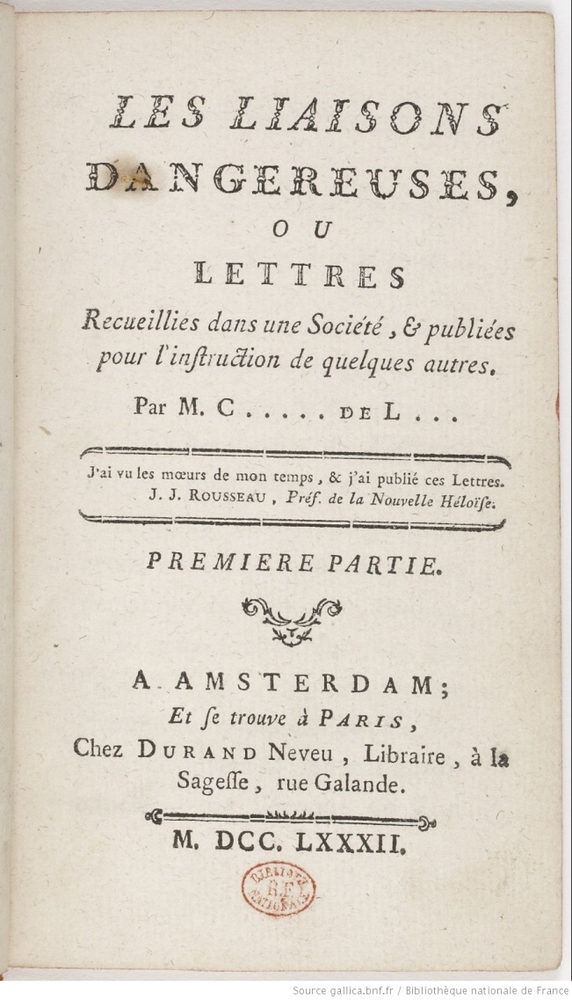 LES LIAISONS
DANGEREUSES,
OU
LETTRES
Recueillies dans une Société, & publiées
pour l'inſtruction de quelques autres.
Par M. C ..... DE L ...
J'ai vu les mœurs de mon temps, & j'ai publié ces Lettres.
J. J. ROUSSEAU, Préf. de la Nouvelle Héloïſe.
PREMIERE PARTIE.
A AMSTERDAM;
Et ſe trouve à PARIS,
Chez DURAND Neveu, Libraire, à la
Sageſſe, rue Galande.
M. DCC. LXXXII.
BIBLIOTH.
R.F
NATIONALE
Source gallica.bnf.fr / Bibliothèque nationale de France